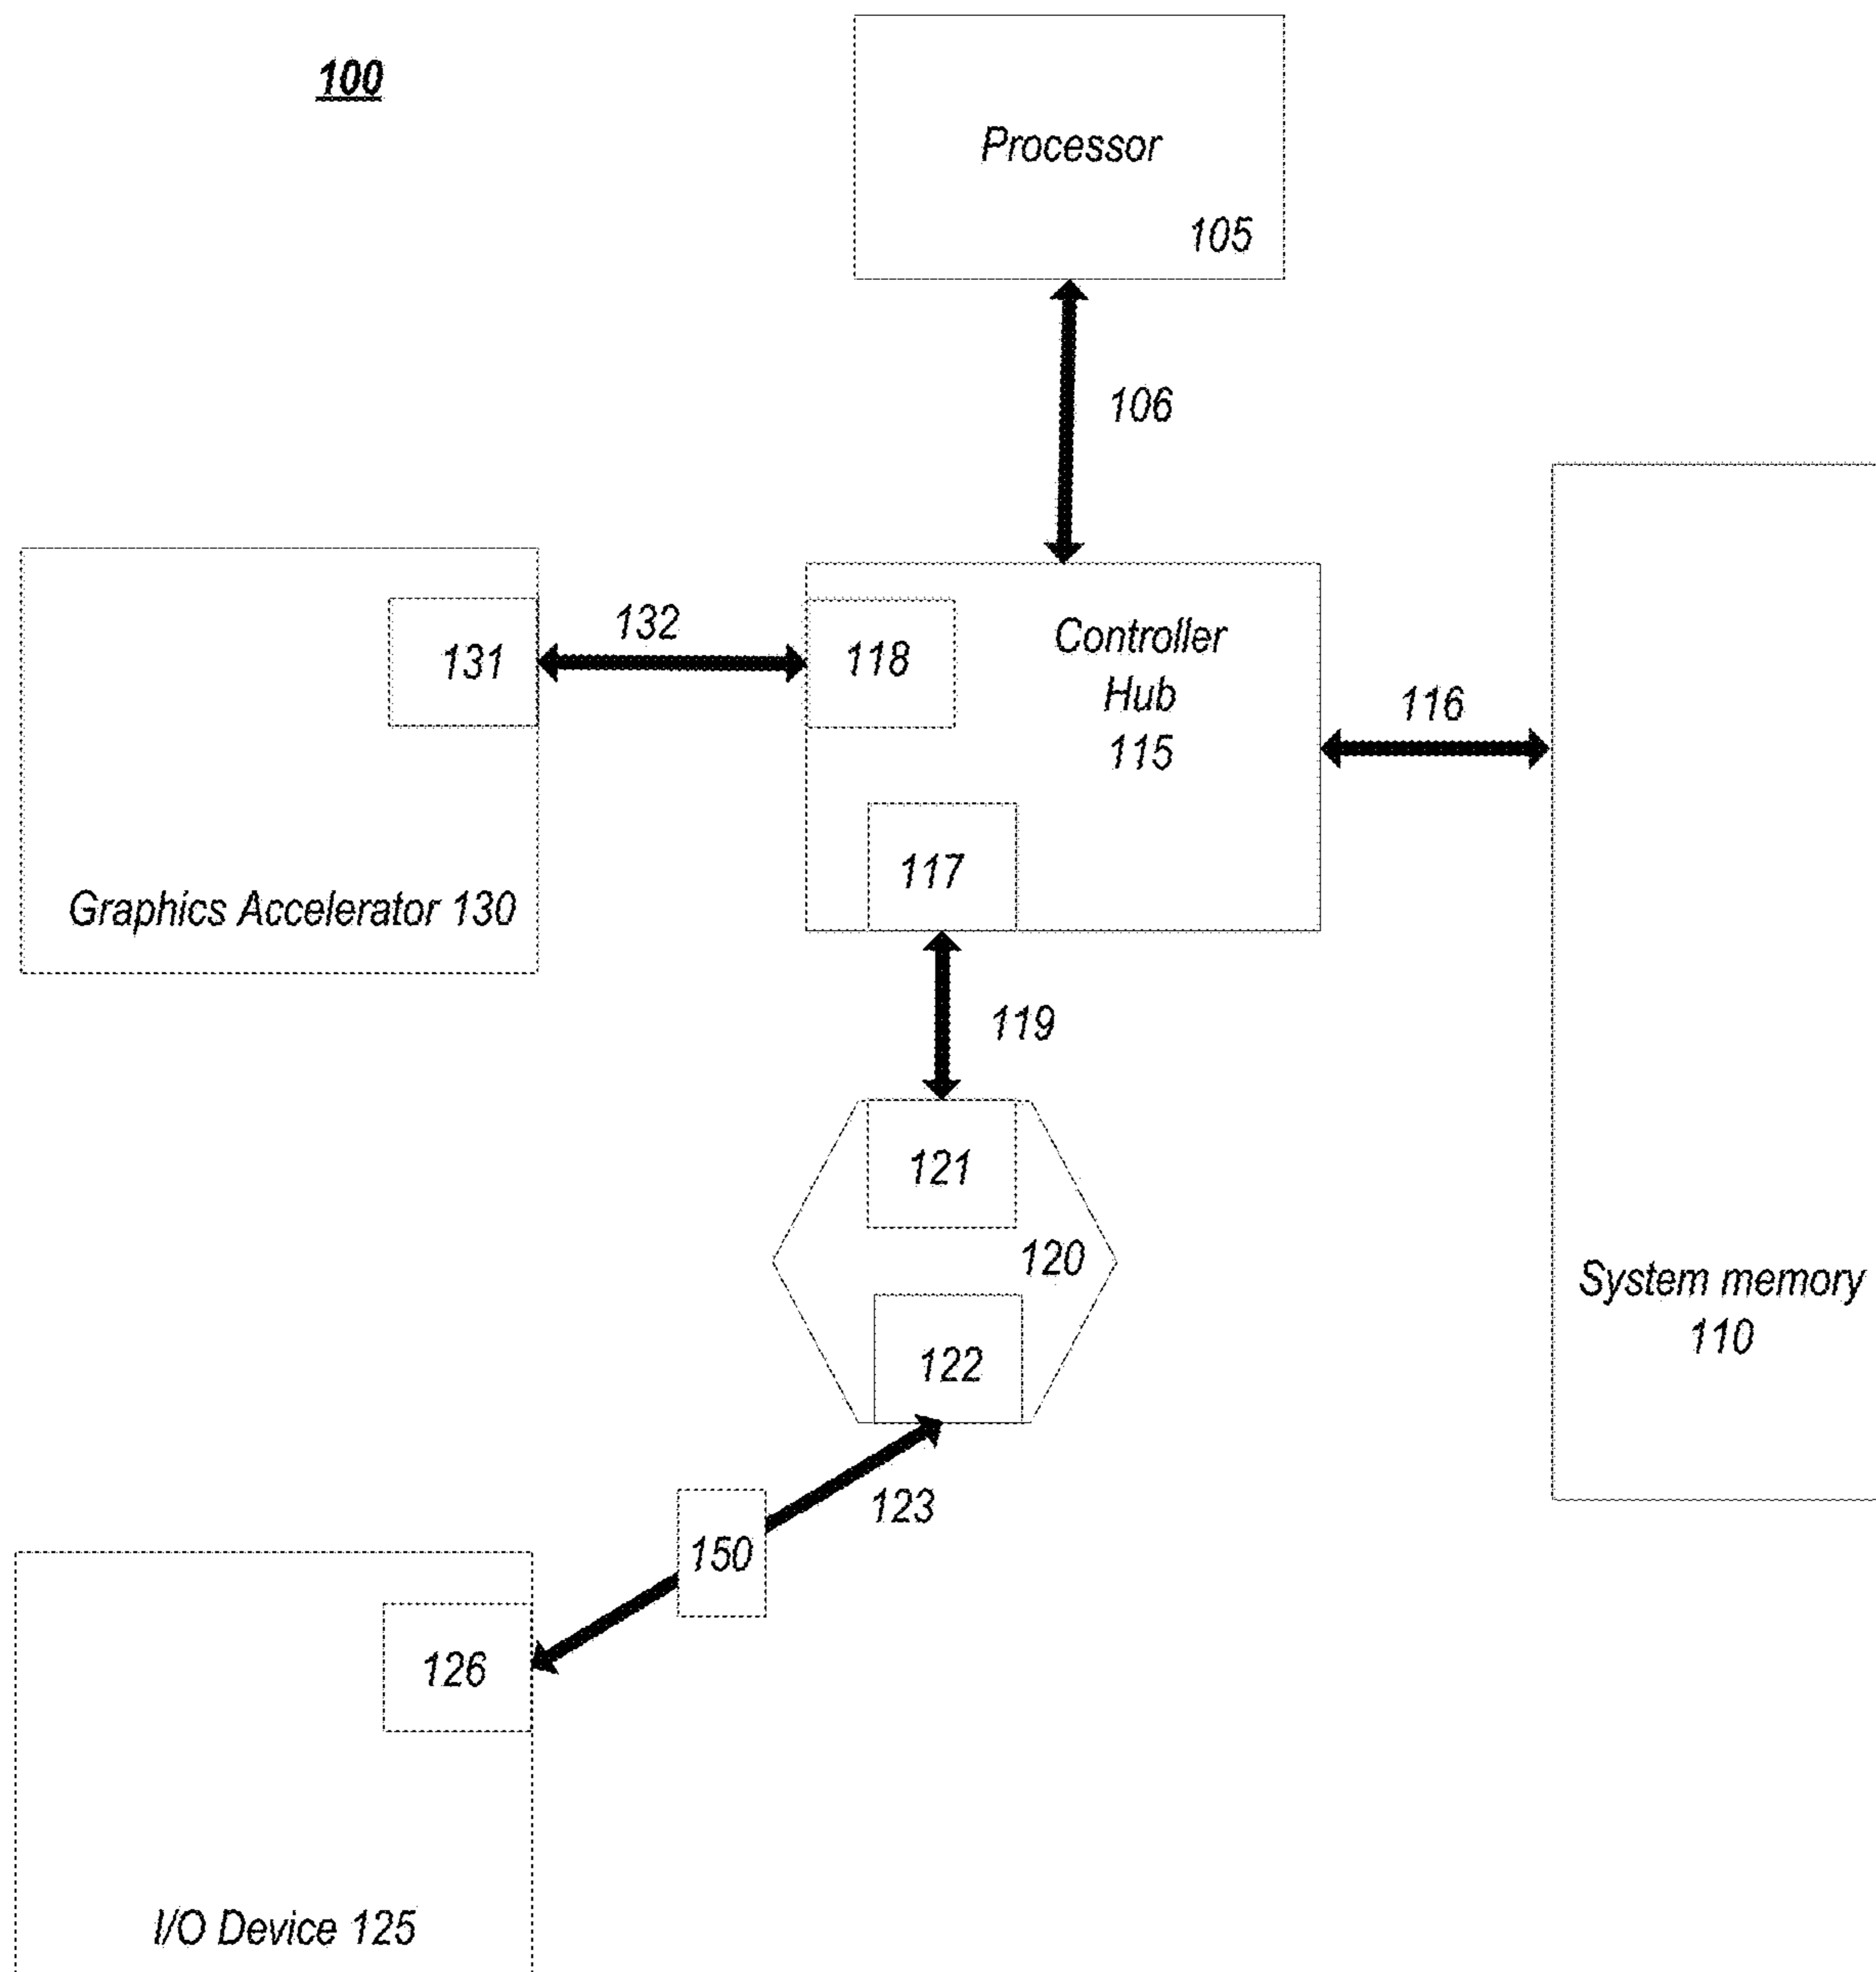 100
Processor
105
106
131
132
118
Controller
Hub
115
116
117
Graphics Accelerator 130
119
121
120
122
System memory
110
123
150
126
I/O Device 125